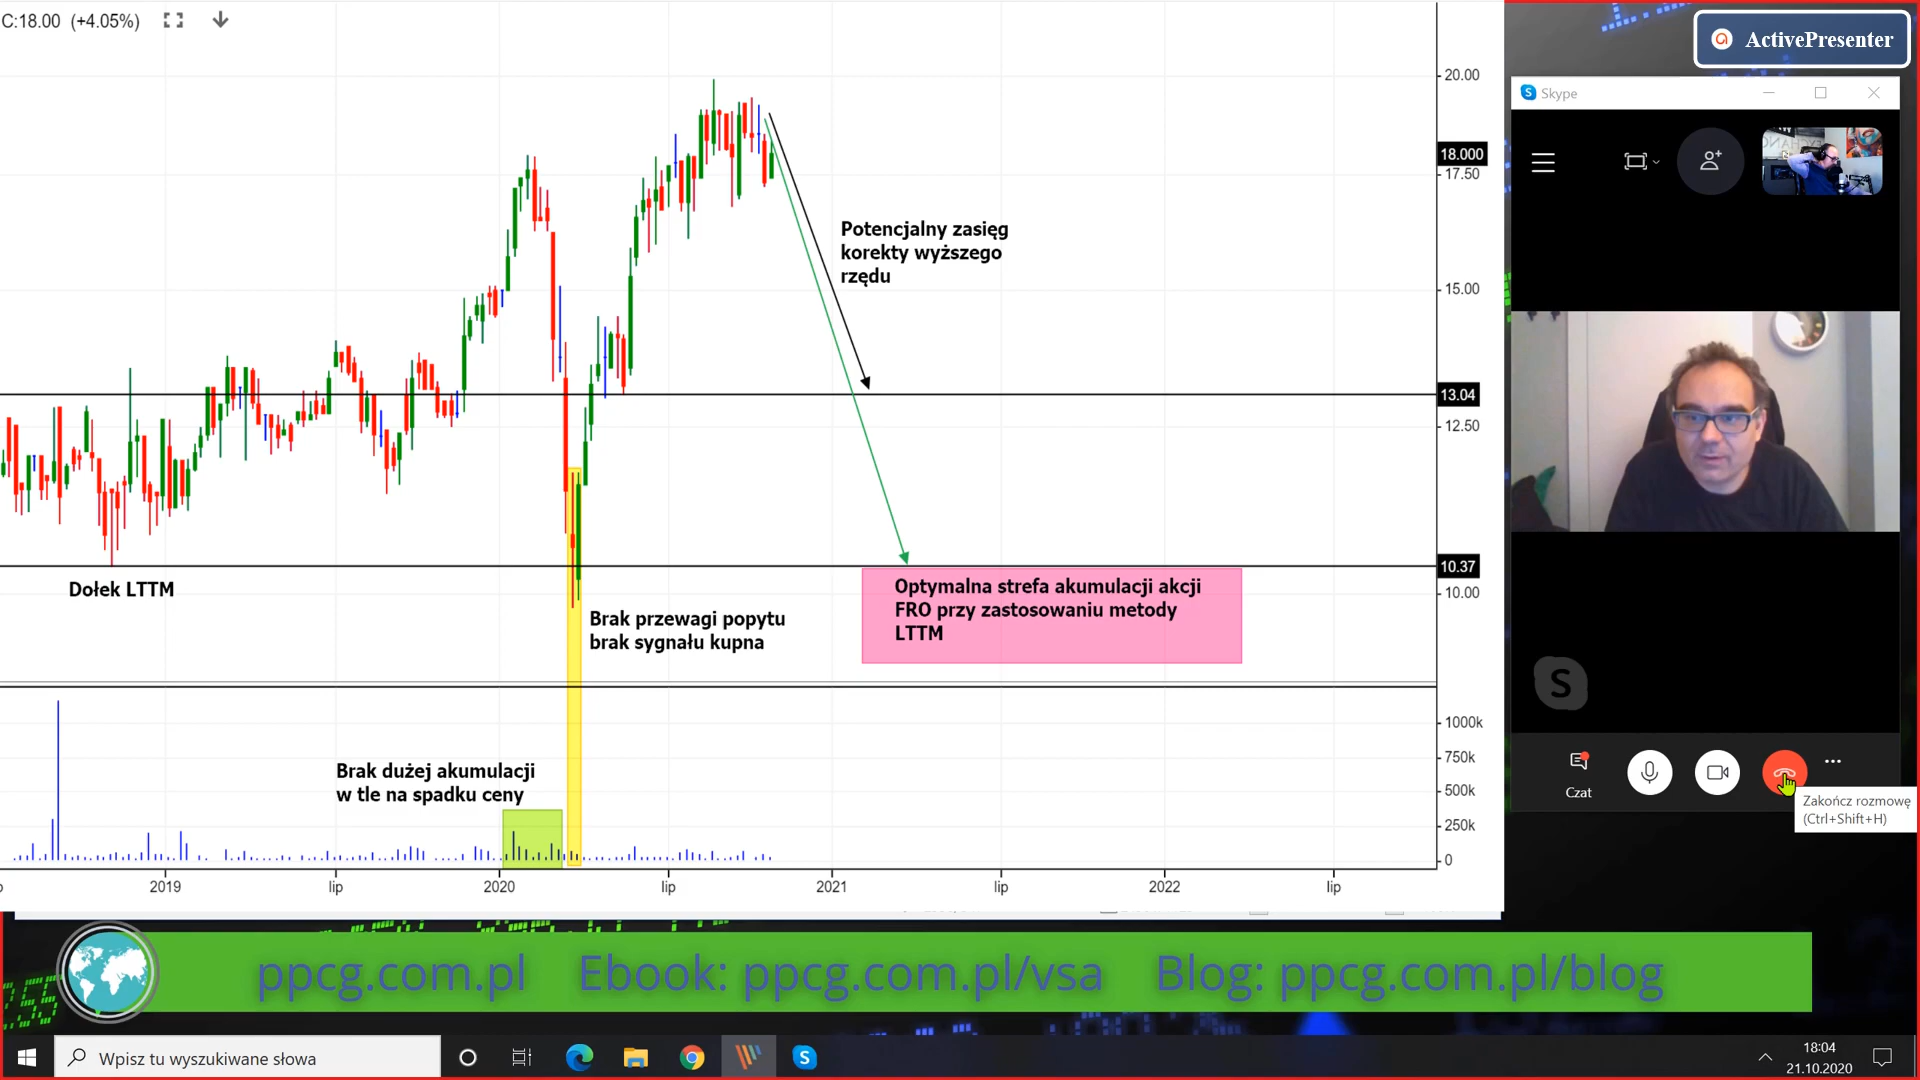 C:18.00 (+4.05%)
20.00
18.000
17.50
15.00
13.04
12.50
10.37
10.00
Potencjalny zasięg
korekty wyższego
rzędu
Dołek LTTM
Brak przewagi popytu
brak sygnału kupna
Optymalna strefa akumulacji akcji
FRO przy zastosowaniu metody
LTTM
Brak dużej akumulacji
w tle na spadku ceny
1000k
750k
500k
250k
0
2019
lip
2020
lip
2021
lip
2022
lip
ActivePresenter
Skype
Czat
Zakończ rozmowę
(Ctrl+Shift+H)
ppcg.com.pl Ebook: ppcg.com.pl/vsa Blog: ppcg.com.pl/blog
Wpisz tu wyszukiwane słowa
18:04
21.10.2020